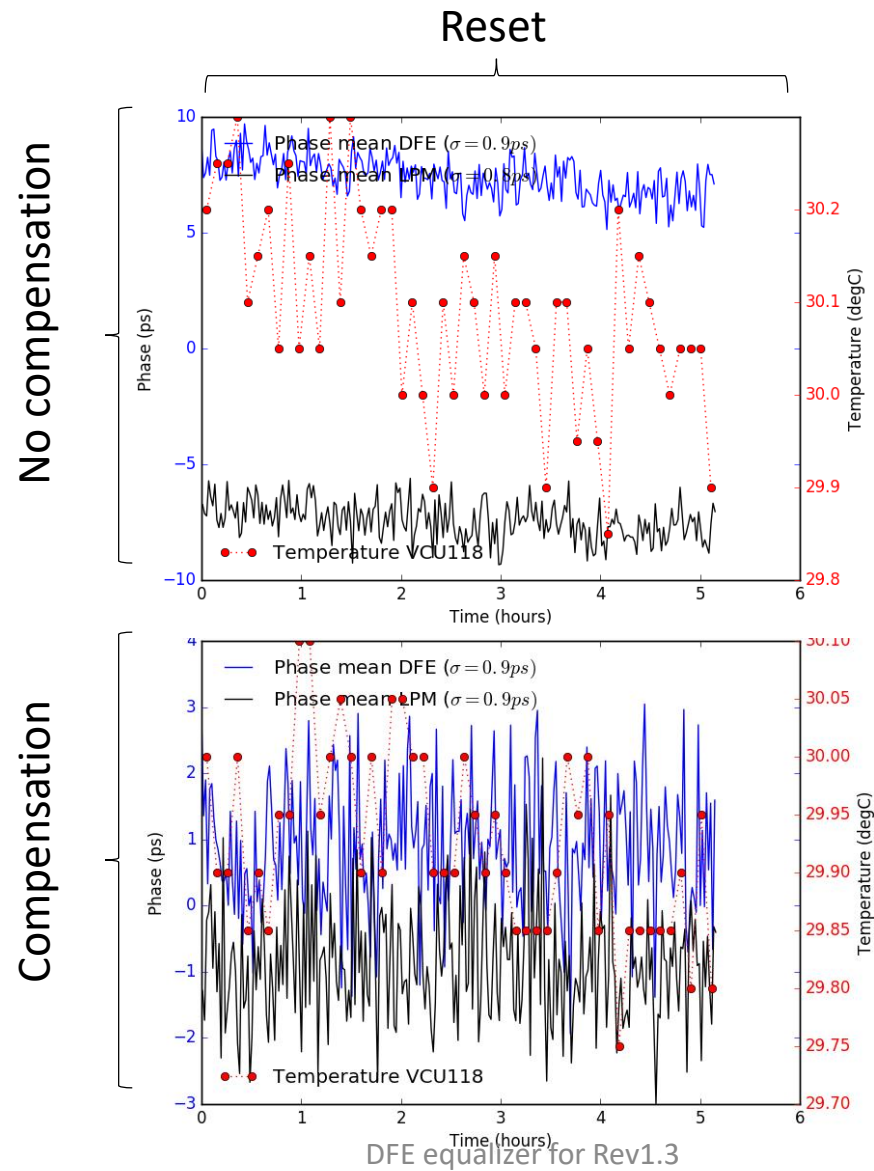 Reset
No compensation
10
5
0
−5
−10
Phase (ps)
Phase mean DFE (σ = 0.9ps)
Phase mean LPM (σ = 0.8ps)
Temperature VCU118
30.2
30.1
30.0
29.9
29.8
Temperature (degC)
0 1 2 3 4 5 6
Time (hours)
Compensation
4
3
2
1
0
−1
−2
−3
Phase (ps)
Phase mean DFE (σ = 0.9ps)
Phase mean LPM (σ = 0.9ps)
Temperature VCU118
30.10
30.05
30.00
29.95
29.90
29.85
29.80
29.75
29.70
Temperature (degC)
0 1 2 3 4 5 6
Time (hours)
DFE equalizer for Rev1.3